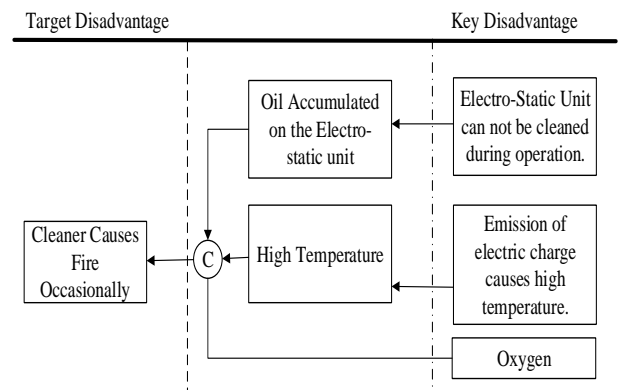 Target Disadvantage
Key Disadvantage
Oil Accumulated
on the Electro-
static unit
Electro-Static Unit
can not be cleaned
during operation.
Cleaner Causes
Fire
Occasionally
C
High Temperature
Emission of
electric charge
causes high
temperature.
Oxygen